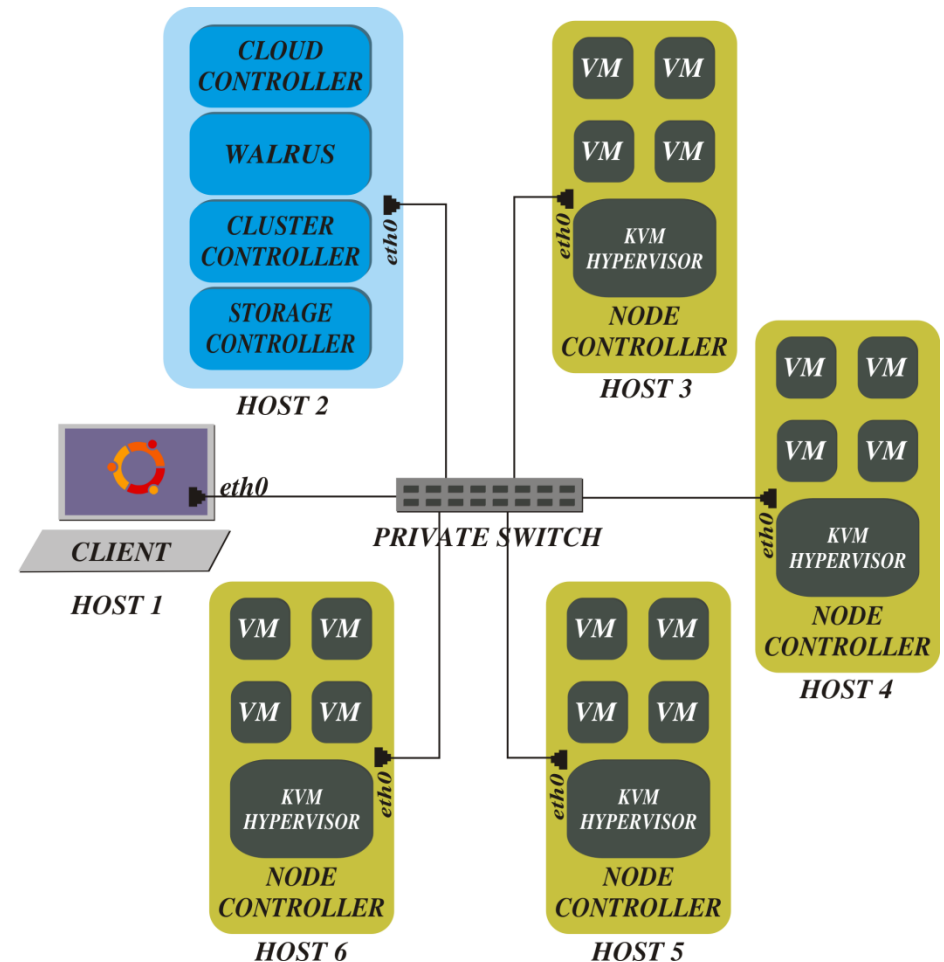 CLOUD
CONTROLLER
WALRUS
CLUSTER
CONTROLLER
STORAGE
CONTROLLER
eth0
HOST 2
VM VM
VM VM
eth0
KVM
HYPERVISOR
NODE
CONTROLLER
HOST 3
VM VM
VM VM
eth0
KVM
HYPERVISOR
NODE
CONTROLLER
HOST 4
eth0
CLIENT
HOST 1
PRIVATE SWITCH
VM VM
VM VM
KVM
HYPERVISOR
eth0
NODE
CONTROLLER
HOST 6
VM VM
VM VM
eth0
KVM
HYPERVISOR
NODE
CONTROLLER
HOST 5